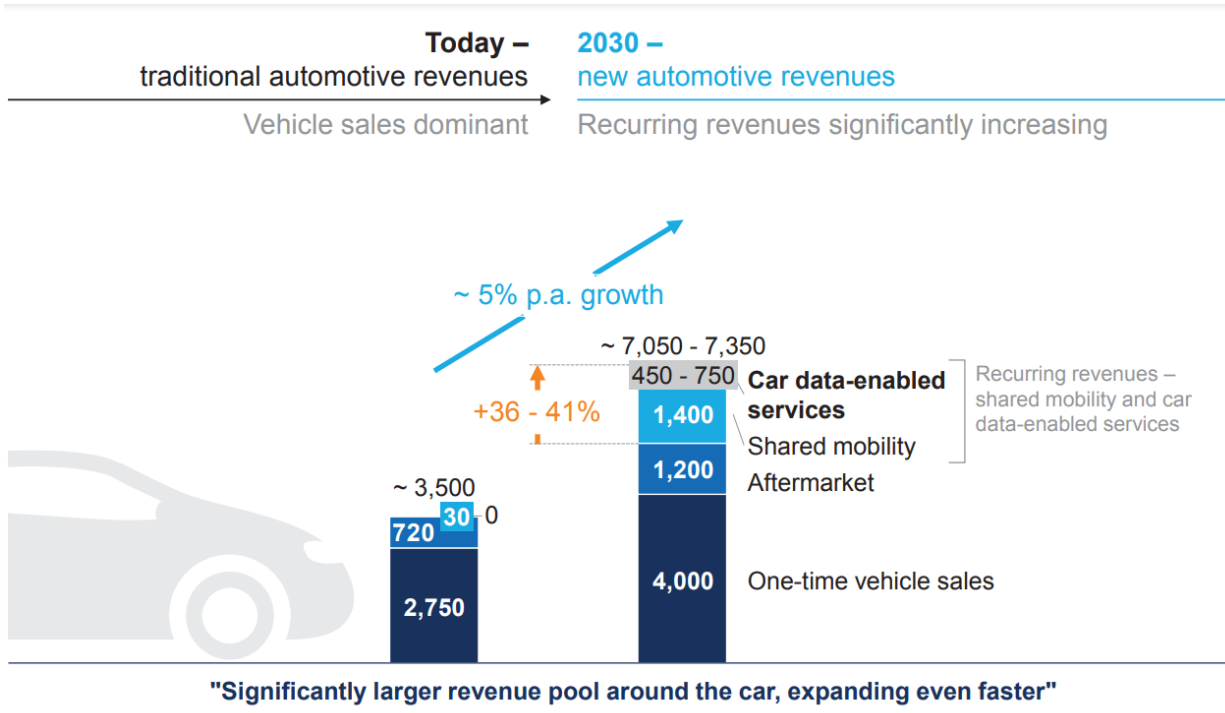 Today –
traditional automotive revenues
Vehicle sales dominant
2030 –
new automotive revenues
Recurring revenues significantly increasing
~ 5% p.a. growth
~ 7,050 - 7,350
450 - 750
Car data-enabled
services
Recurring revenues –
shared mobility and car
data-enabled services
+36 - 41%
1,400
Shared mobility
1,200
Aftermarket
~ 3,500
30
0
720
2,750
4,000
One-time vehicle sales
"Significantly larger revenue pool around the car, expanding even faster"